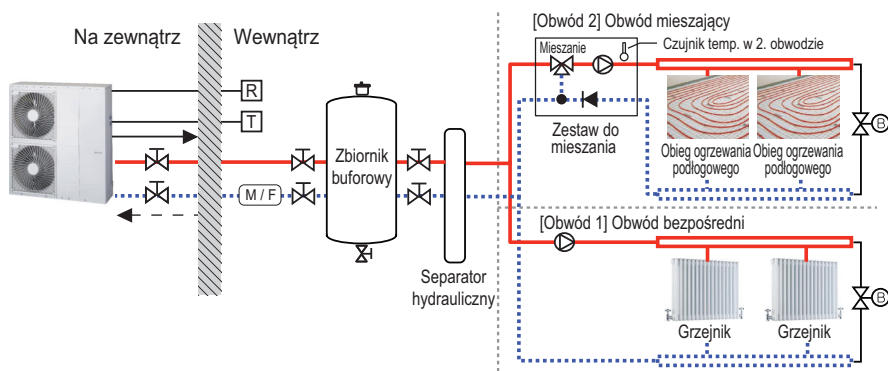 Na zewnątrz
Wewnątrz
R
T
M / F
Zbiornik
buforowy
Separator
hydrauliczny
[Obwód 2] Obwód mieszający
Mieszanie
Czujnik temp. w 2. obwodzie
Zestaw do
mieszania
Obieg ogrzewania
podłogowego
Obieg ogrzewania
podłogowego
B
[Obwód 1] Obwód bezpośredni
Grzejnik
Grzejnik
B